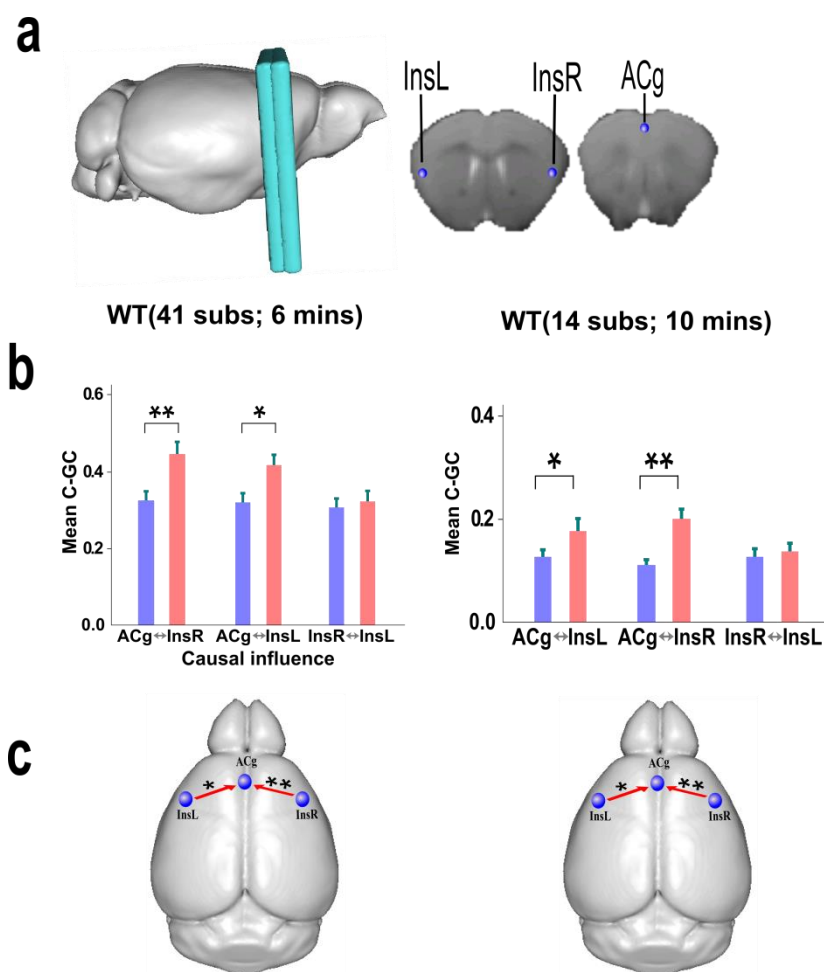 a
InsL InsR ACg
WT(41 subs; 6 mins)
WT(14 subs; 10 mins)
b
Mean C-GC
0.6
0.4
0.2
0.0
** *
ACg↔InsR ACg↔InsL InsR↔InsL
Causal influence
Mean C-GC
0.4
0.2
0.0
* **
ACg↔InsL ACg↔InsR InsR↔InsL
c
ACg
* **
InsL InsR
ACg
* **
InsL InsR